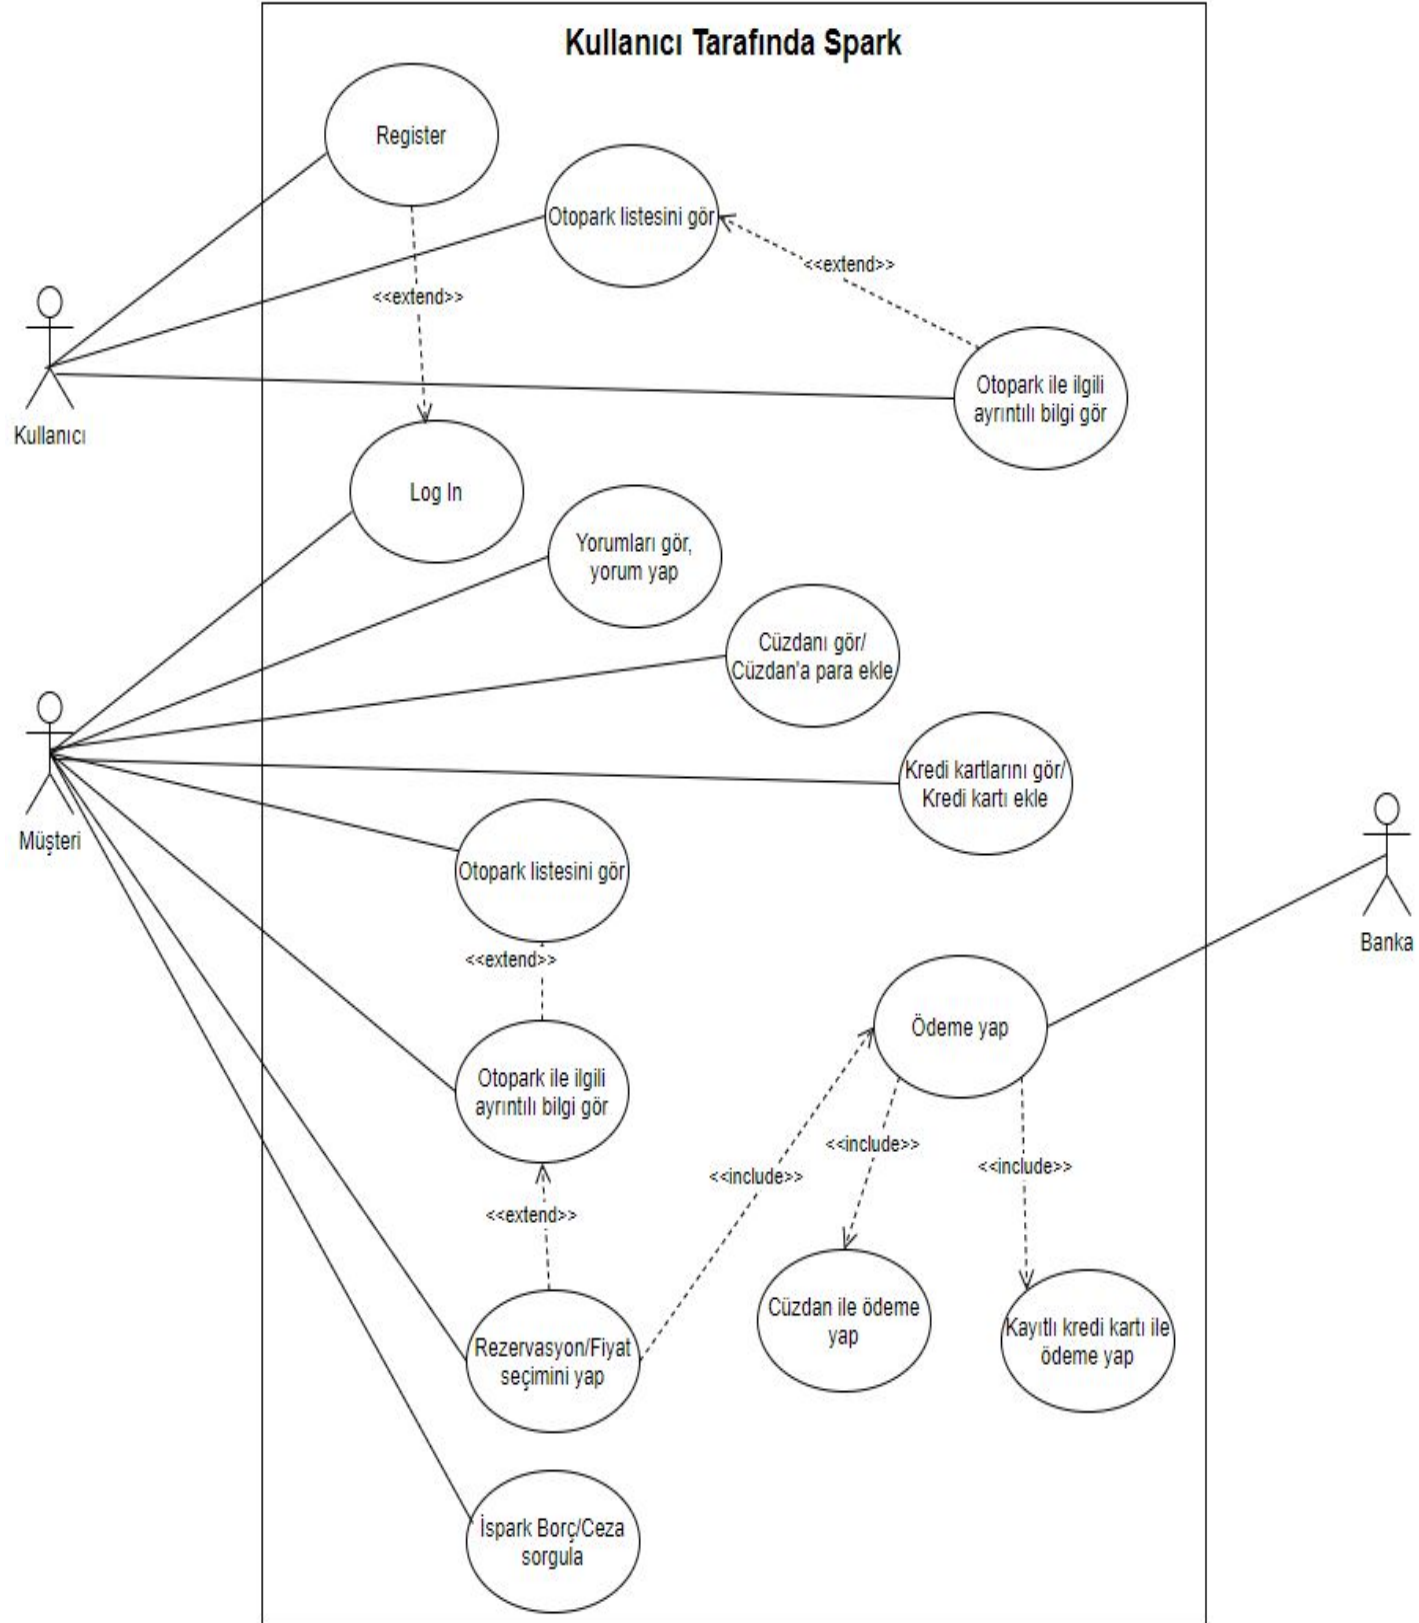 Kullanıcı Tarafında Spark
Register
Otopark listesini gör
<<extend>>
<<extend>>
Otopark ile ilgili
ayrıntılı bilgi gör
Kullanıcı
Log In
Yorumları gör,
yorum yap
Cüzdanı gör/
Cüzdan'a para ekle
Kredi kartlarını gör/
Kredi kartı ekle
Müşteri
Otopark listesini gör
Banka
<<extend>>
Ödeme yap
Otopark ile ilgili
ayrıntılı bilgi gör
<<include>>
<<include>>
<<include>>
<<extend>>
Cüzdan ile ödeme
yap
Kayıtlı kredi kartı ile
ödeme yap
Rezervasyon/Fiyat
seçimini yap
İspark Borç/Ceza
sorgula